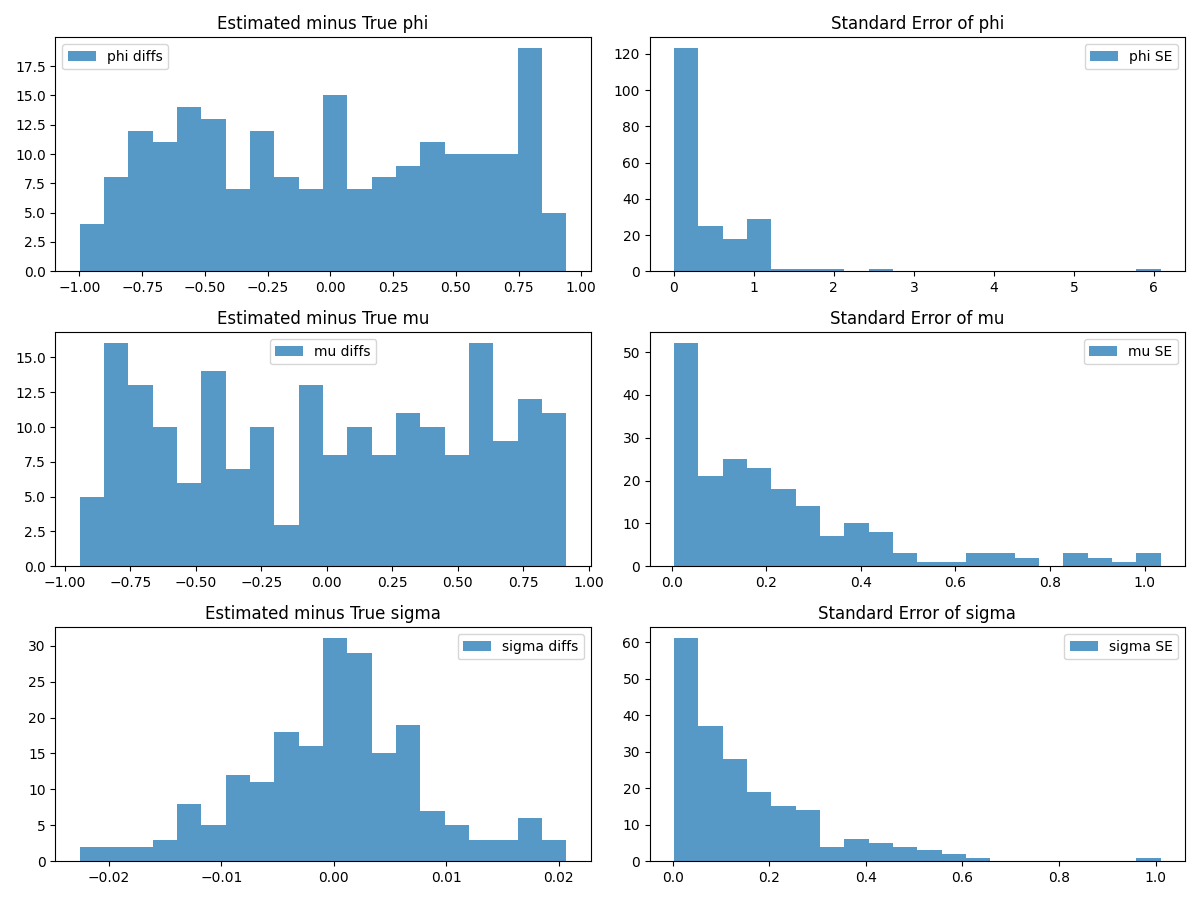 Estimated minus True phi
phi diffs
17.5
15.0
12.5
10.0
7.5
5.0
2.5
0.0
−1.00 −0.75 −0.50 −0.25 0.00 0.25 0.50 0.75 1.00
Standard Error of phi
phi SE
120
100
80
60
40
20
0
0 1 2 3 4 5 6
Estimated minus True mu
mu diffs
15.0
12.5
10.0
7.5
5.0
2.5
0.0
−1.00 −0.75 −0.50 −0.25 0.00 0.25 0.50 0.75 1.00
Standard Error of mu
mu SE
50
40
30
20
10
0
0.0 0.2 0.4 0.6 0.8 1.0
Estimated minus True sigma
sigma diffs
30
25
20
15
10
5
0
−0.02 −0.01 0.00 0.01 0.02
Standard Error of sigma
sigma SE
60
50
40
30
20
10
0
0.0 0.2 0.4 0.6 0.8 1.0